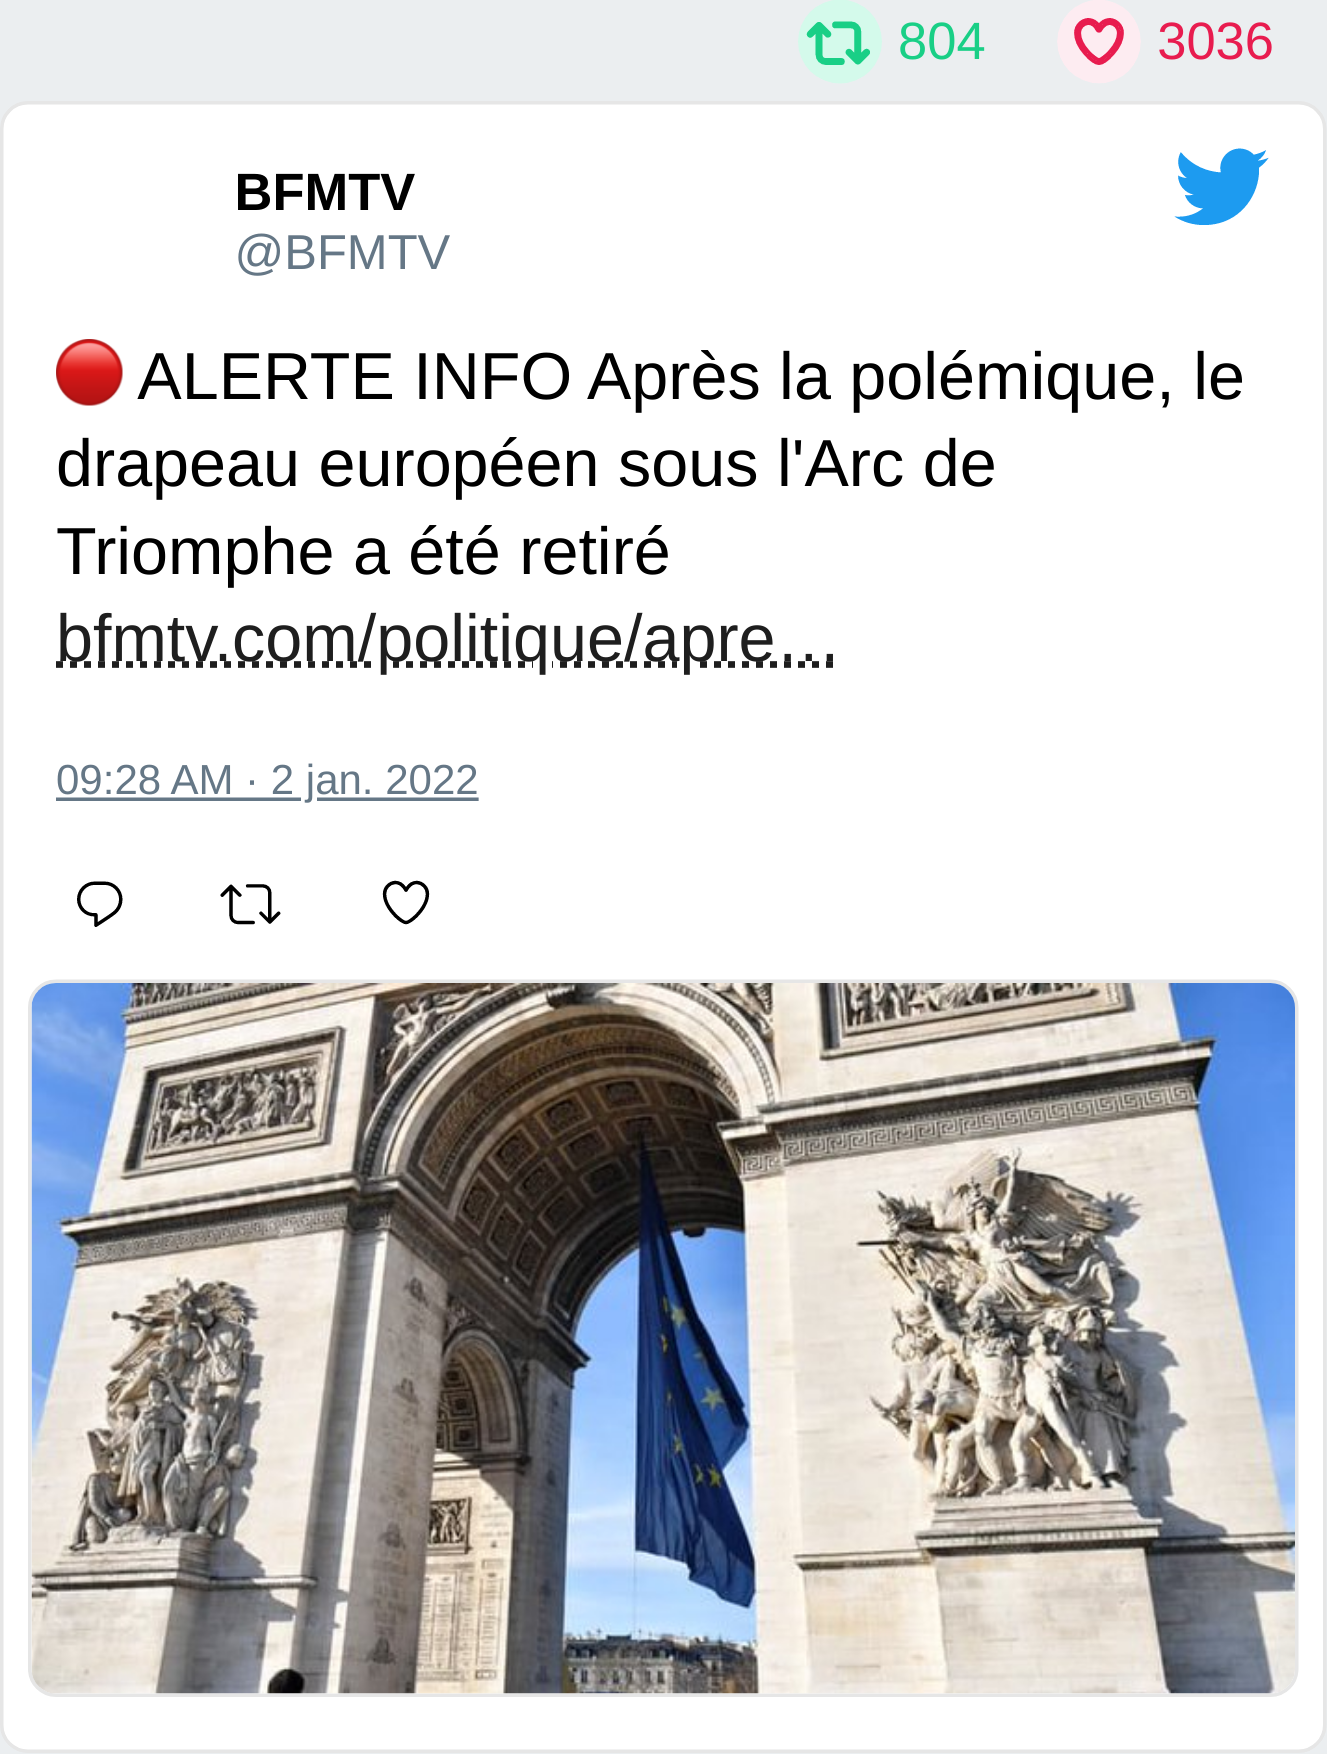 804 3036
BFMTV
@BFMTV
🔴 ALERTE INFO Après la polémique, le
drapeau européen sous l'Arc de
Triomphe a été retiré
bfmtv.com/politique/apre...
09:28 AM · 2 jan. 2022